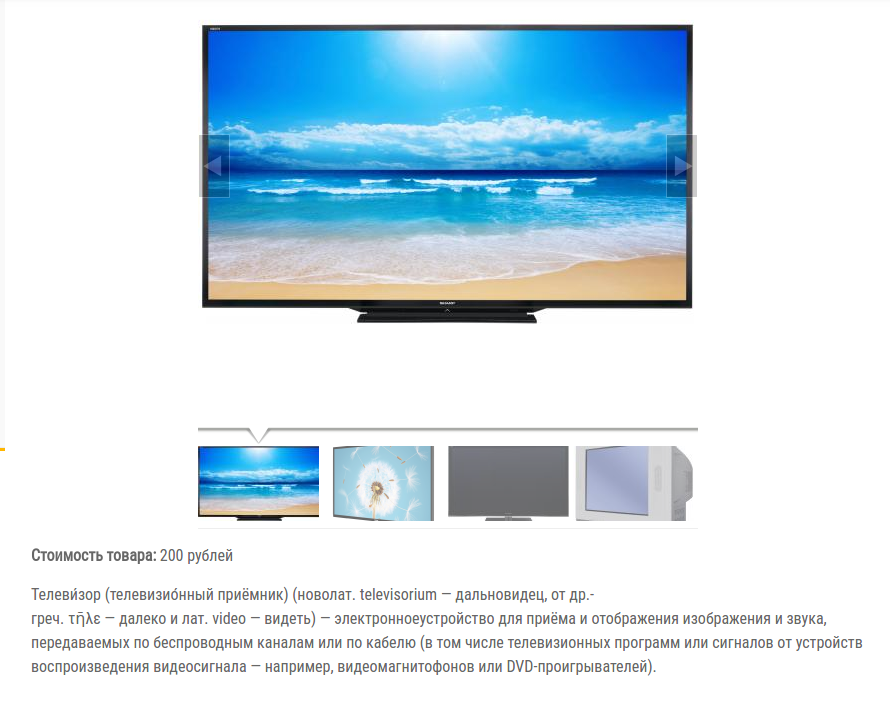 SHARP
Стоимость товара: 200 рублей
Телеви́зор (телевизио́нный приёмник) (новолат. televisorium — дальновидец, от др.-
греч. τῆλε — далеко и лат. video — видеть) — электронноеустройство для приёма и отображения изображения и звука,
передаваемых по беспроводным каналам или по кабелю (в том числе телевизионных программ или сигналов от устройств
воспроизведения видеосигнала — например, видеомагнитофонов или DVD-проигрывателей).